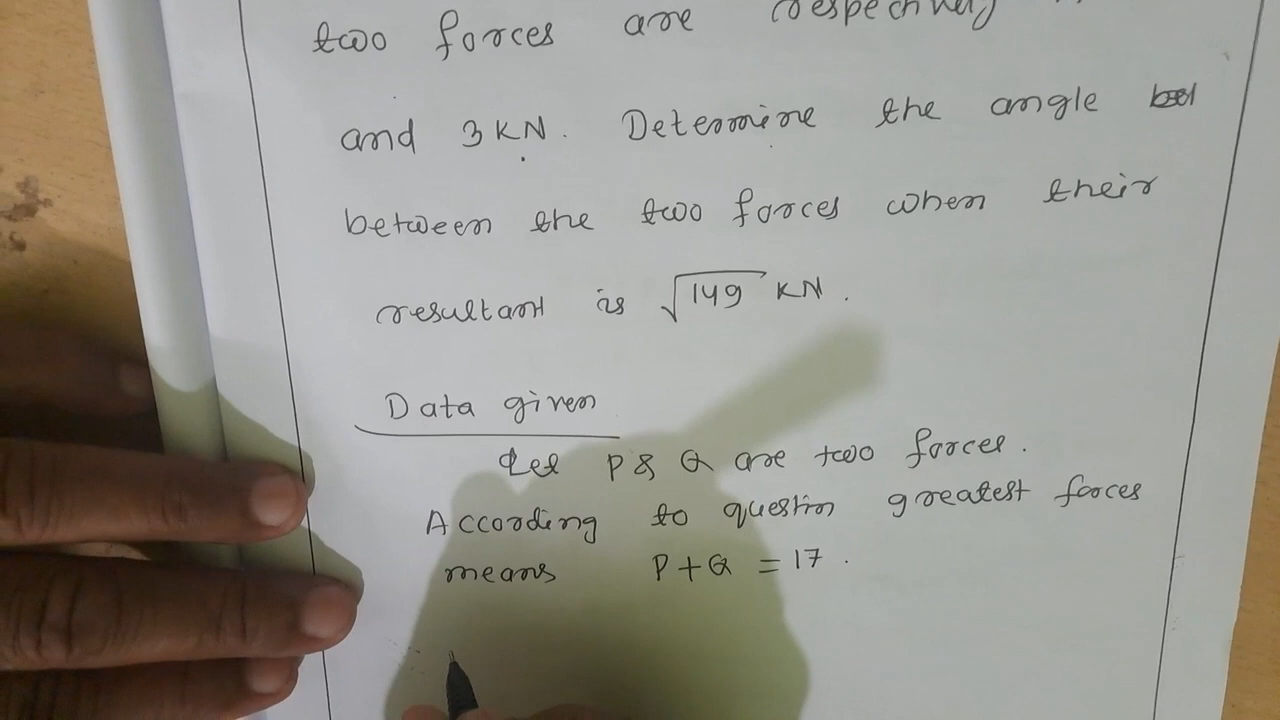 two forces are respectively
and 3 KN. Determine the angle
between the two forces when their
resultant is √149 KN.
Data given
Let P & Q are two forces.
According to question greatest forces
means P + Q = 17.